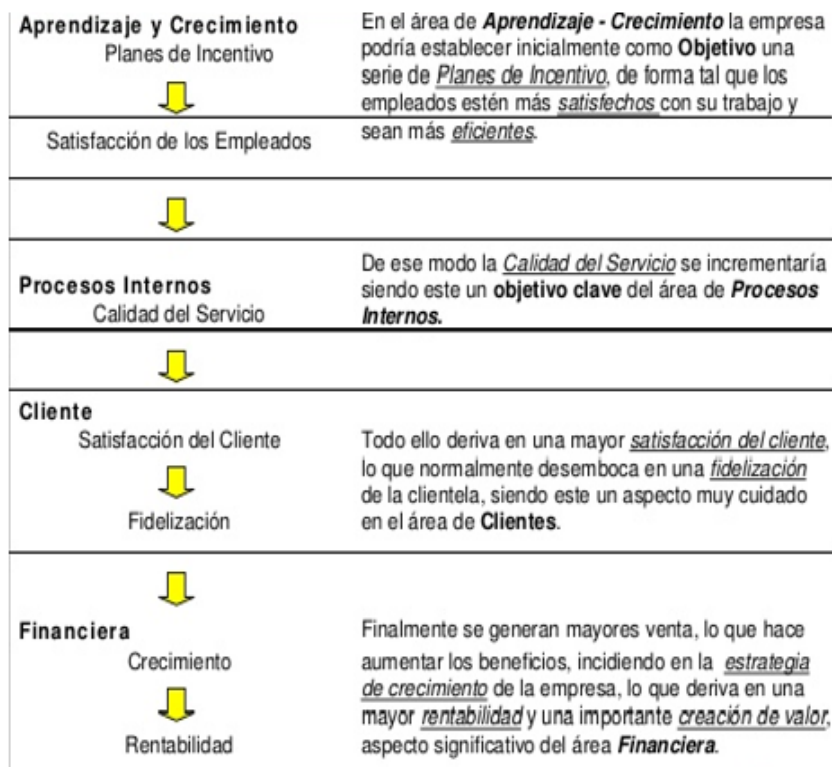 Aprendizaje y Crecimiento
Planes de Incentivo
Satisfacción de los Empleados
En el área de Aprendizaje - Crecimiento la empresa
podría establecer inicialmente como Objetivo una
serie de Planes de Incentivo, de forma tal que los
empleados estén más satisfechos con su trabajo y
sean más eficientes.
Procesos Internos
Calidad del Servicio
De ese modo la Calidad del Servicio se incrementaría
siendo este un objetivo clave del área de Procesos
Internos.
Cliente
Satisfacción del Cliente
Fidelización
Todo ello deriva en una mayor satisfacción del cliente,
lo que normalmente desemboca en una fidelización
de la clientela, siendo este un aspecto muy cuidado
en el área de Clientes.
Financiera
Crecimiento
Rentabilidad
Finalmente se generan mayores venta, lo que hace
aumentar los beneficios, incidiendo en la estrategia
de crecimiento de la empresa, lo que deriva en una
mayor rentabilidad y una importante creación de valor,
aspecto significativo del área Financiera.